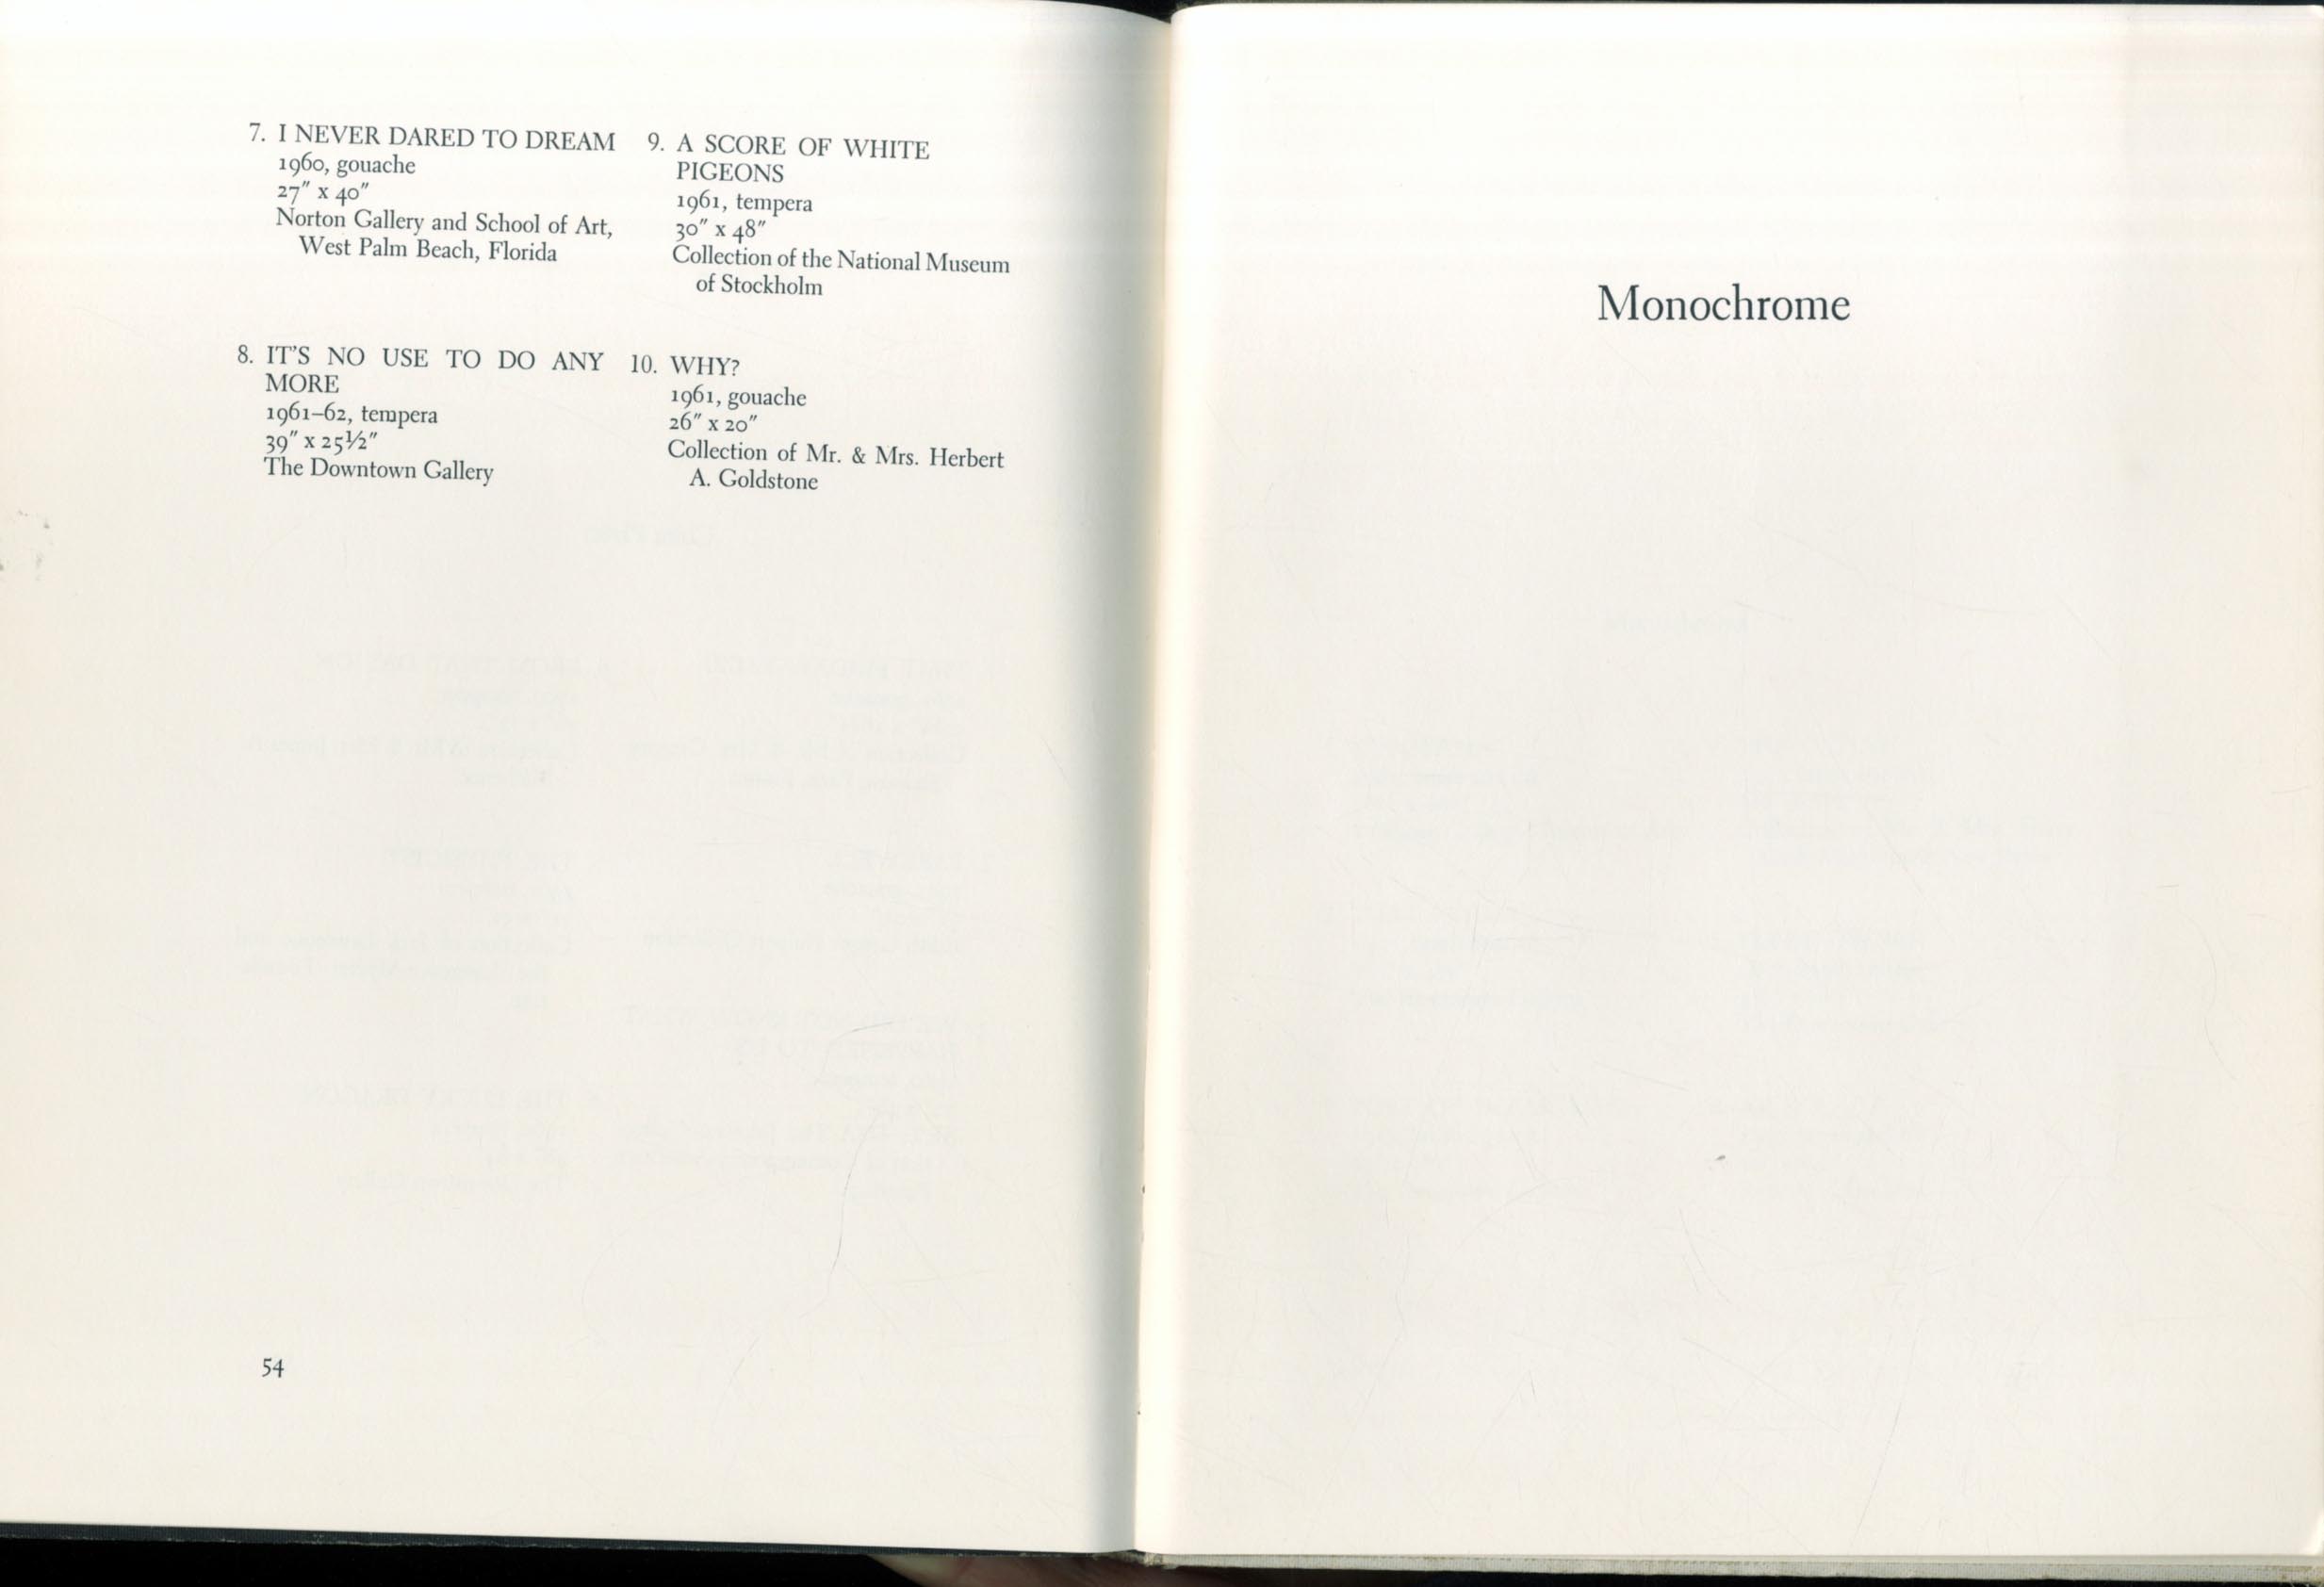 7. I NEVER DARED TO DREAM
1960, gouache
27″ x 40″
Norton Gallery and School of Art,
West Palm Beach, Florida
8. IT'S NO USE TO DO ANY
MORE
1961–62, tempera
39″ x 25½″
The Downtown Gallery
9. A SCORE OF WHITE
PIGEONS
1961, tempera
30″ x 48″
Collection of the National Museum
of Stockholm
10. WHY?
1961, gouache
26″ x 20″
Collection of Mr. & Mrs. Herbert
A. Goldstone
54
Monochrome